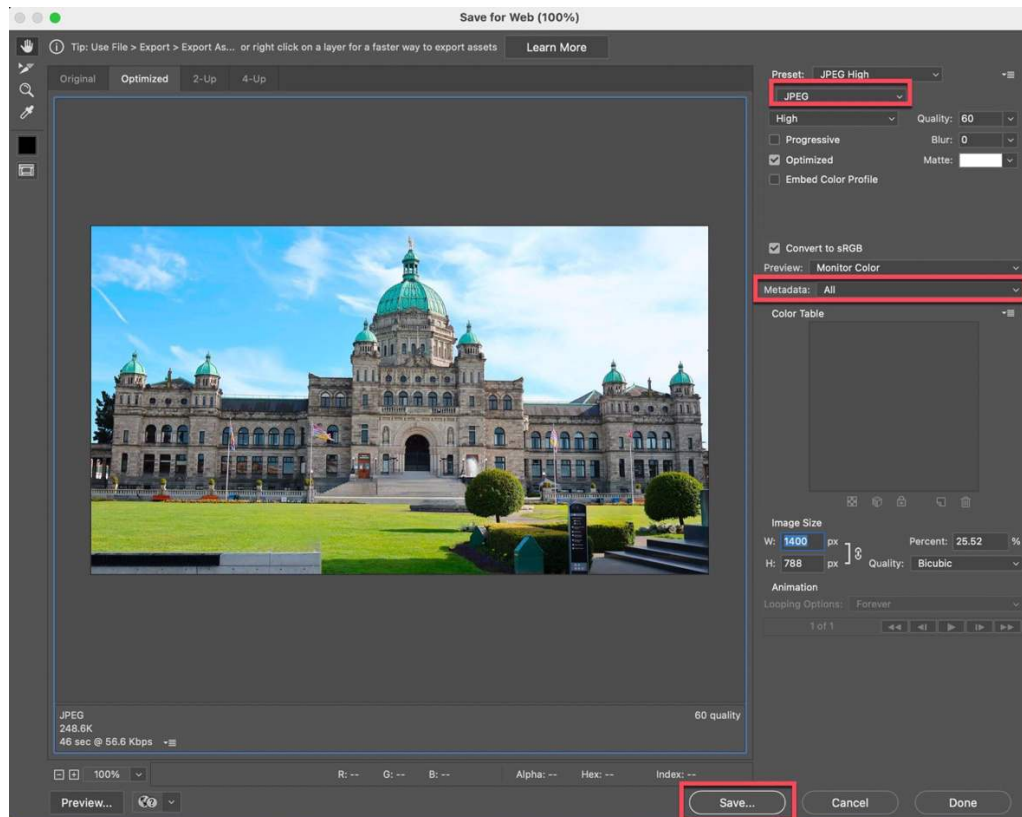 Save for Web (100%)
Tip: Use File > Export > Export As... or right click on a layer for a faster way to export assets
Learn More
Original Optimized 2-Up 4-Up
Preset: JPEG High
JPEG
High Quality: 60
Progressive Blur: 0
Optimized Matte:
Embed Color Profile
Convert to sRGB
Preview: Monitor Color
Metadata: All
Color Table
Image Size
W: 1400 px Percent: 25.52 %
H: 788 px Quality: Bicubic
Animation
Looping Options: Forever
1 of 1
JPEG 60 quality
248.6K
46 sec @ 56.6 Kbps
100% R: -- G: -- B: -- Alpha: -- Hex: -- Index: --
Preview... Save... Cancel Done